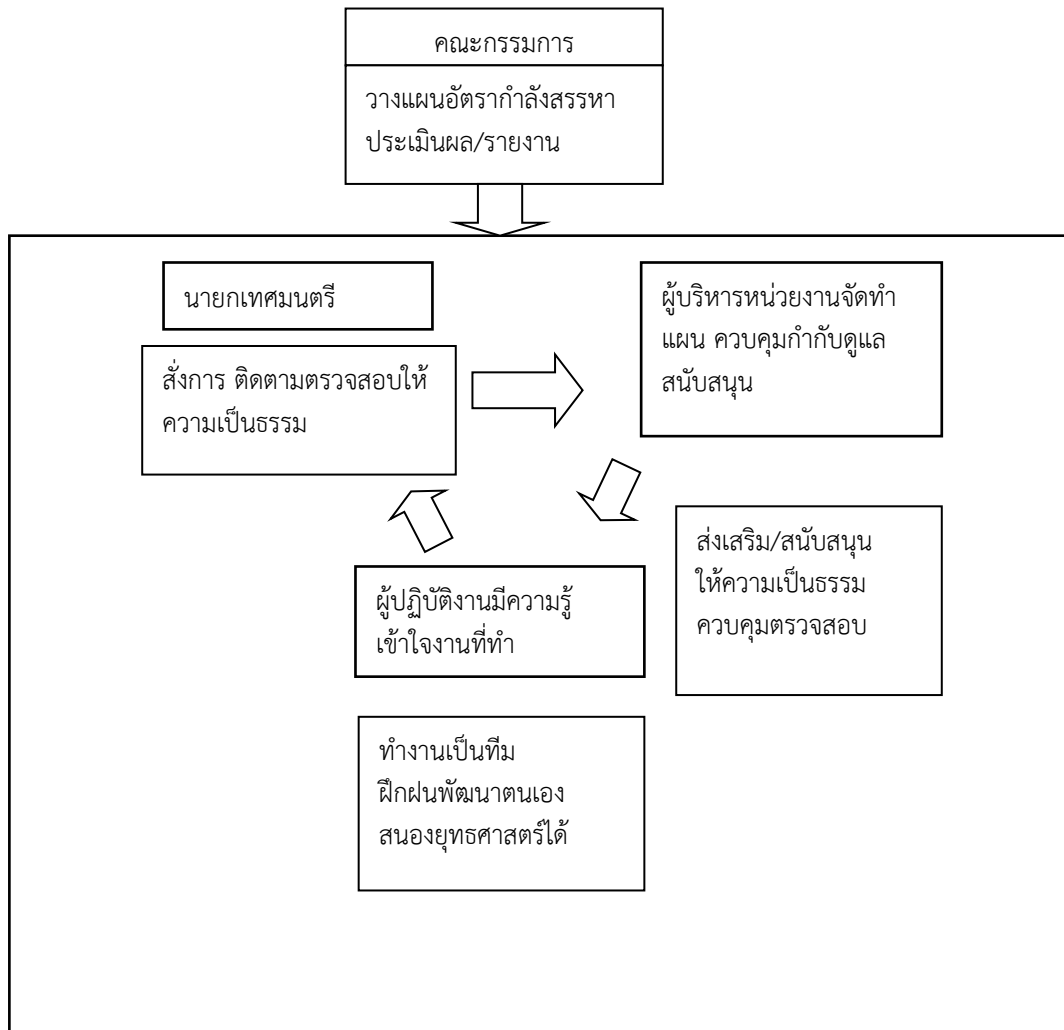 คณะกรรมการ
วางแผนอัตรากำลังสรรหา
ประเมินผล/รายงาน
นายกเทศมนตรี
สั่งการ ติดตามตรวจสอบให้
ความเป็นธรรม
ผู้บริหารหน่วยงานจัดทำ
แผน ควบคุมกำกับดูแล
สนับสนุน
ส่งเสริม/สนับสนุน
ให้ความเป็นธรรม
ควบคุมตรวจสอบ
ผู้ปฏิบัติงานมีความรู้
เข้าใจงานที่ทำ
ทำงานเป็นทีม
ฝึกฝนพัฒนาตนเอง
สนองยุทธศาสตร์ได้